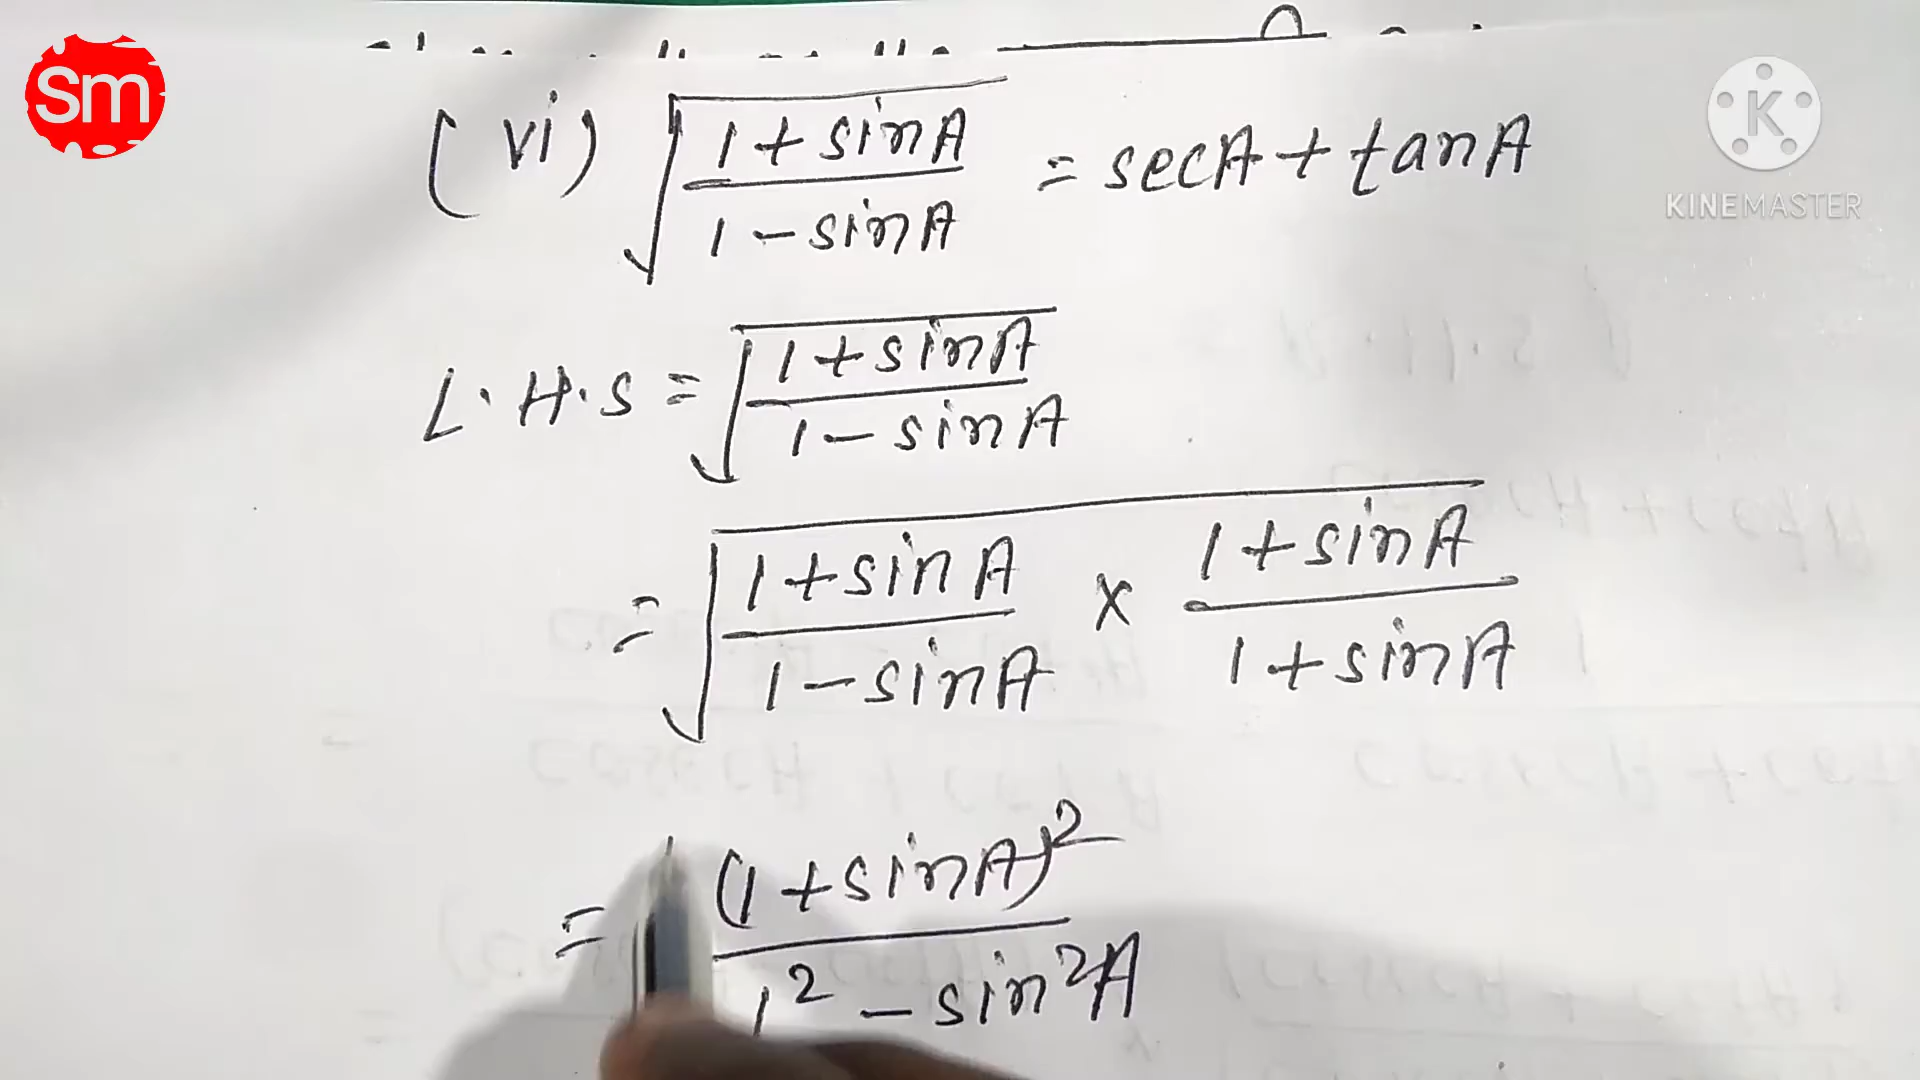 Sm
(vi) √(1+sinA / 1-sinA) = secA + tanA
KINEMASTER
L.H.S = √(1+sinA / 1-sinA)
= √(1+sinA / 1-sinA × 1+sinA / 1+sinA)
= (1+sinA)² / 1² - sin²A